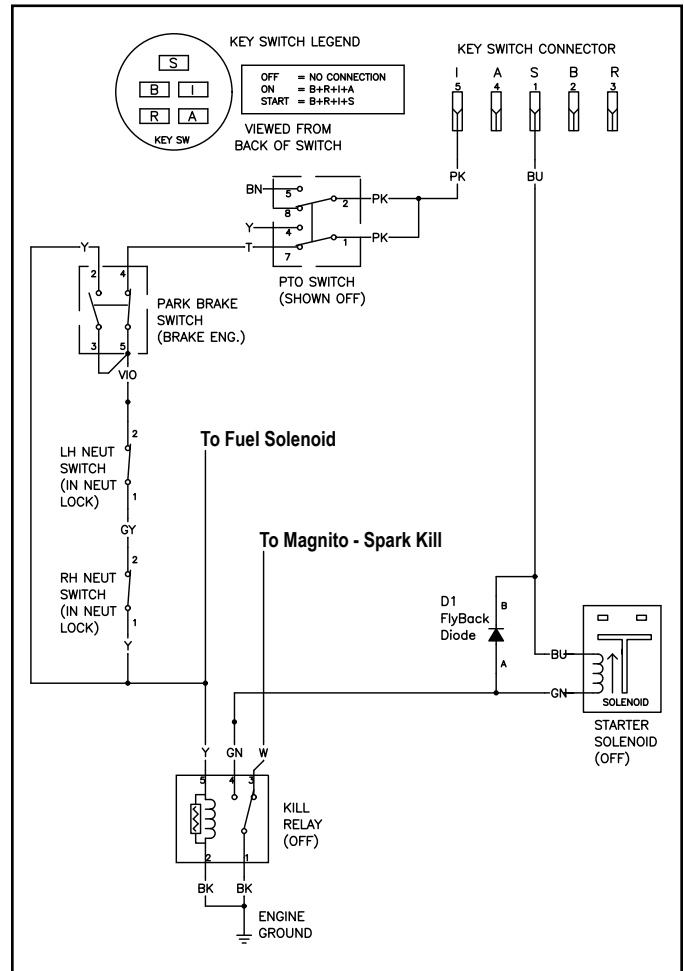 KEY SWITCH LEGEND
S
B I
R A
KEY SW
OFF = NO CONNECTION
ON = B+R+I+A
START = B+R+I+S
VIEWED FROM
BACK OF SWITCH
KEY SWITCH CONNECTOR
I A S B R
5 4 1 2 3
PK
BU
BN
5
8
2
PK
Y
4
T
7
1
PK
PTO SWITCH
(SHOWN OFF)
Y
2
4
3
5
PARK BRAKE
SWITCH
(BRAKE ENG.)
VIO
2
LH NEUT
SWITCH
(IN NEUT
LOCK)
1
GY
2
RH NEUT
SWITCH
(IN NEUT
LOCK)
1
Y
To Fuel Solenoid
To Magnito - Spark Kill
D1
FlyBack
Diode
B
A
BU
GN
SOLENOID
STARTER
SOLENOID
(OFF)
Y GN W
5 4 3
KILL
RELAY
(OFF)
2 1
BK BK
ENGINE
GROUND